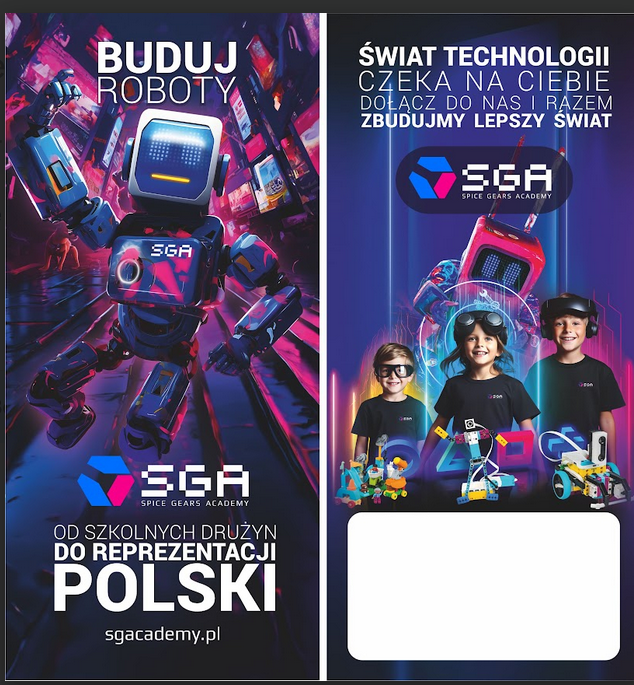 BUDUJ
ROBOTY
SGA
SGA
SPICE GEARS ACADEMY
OD SZKOLNYCH DRUŻYN
DO REPREZENTACJI
POLSKI
sgacademy.pl
ŚWIAT TECHNOLOGII
CZEKA NA CIEBIE
DOŁĄCZ DO NAS I RAZEM
ZBUDUJMY LEPSZY ŚWIAT
SGA
SPICE GEARS ACADEMY
SGA
SGA